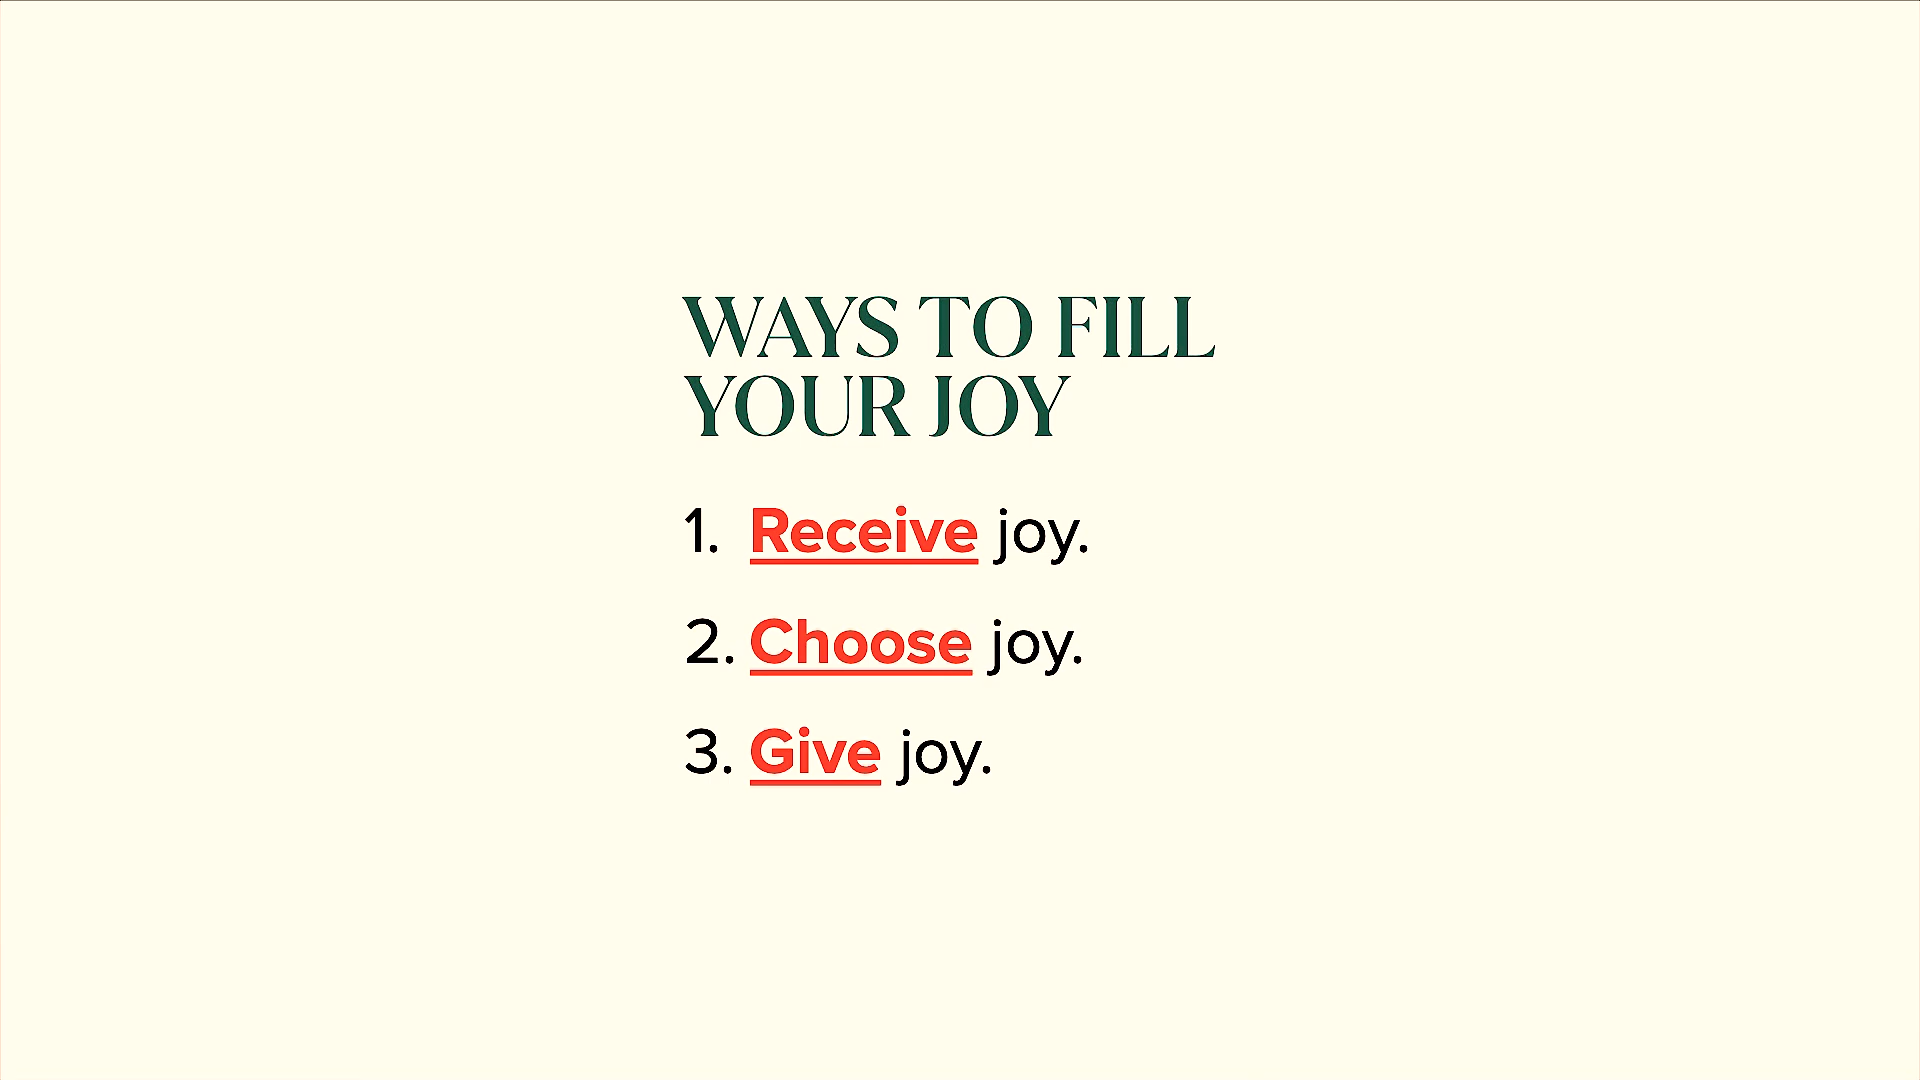 WAYS TO FILL
YOUR JOY
1. Receive joy.
2. Choose joy.
3. Give joy.